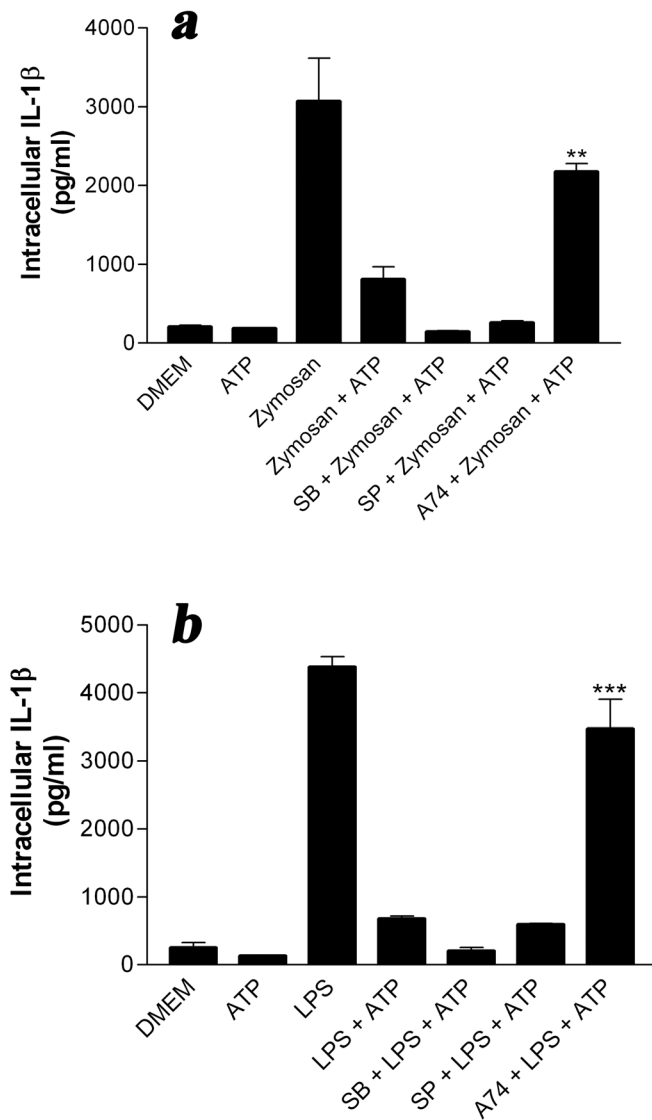 a
Intracellular IL-1β
(pg/ml)
4000
3000
2000
1000
0
**
DMEM
ATP
Zymosan
Zymosan + ATP
SB + Zymosan + ATP
SP + Zymosan + ATP
A74 + Zymosan + ATP
b
Intracellular IL-1β
(pg/ml)
5000
4000
3000
2000
1000
0
***
DMEM
ATP
LPS
LPS + ATP
SB + LPS + ATP
SP + LPS + ATP
A74 + LPS + ATP